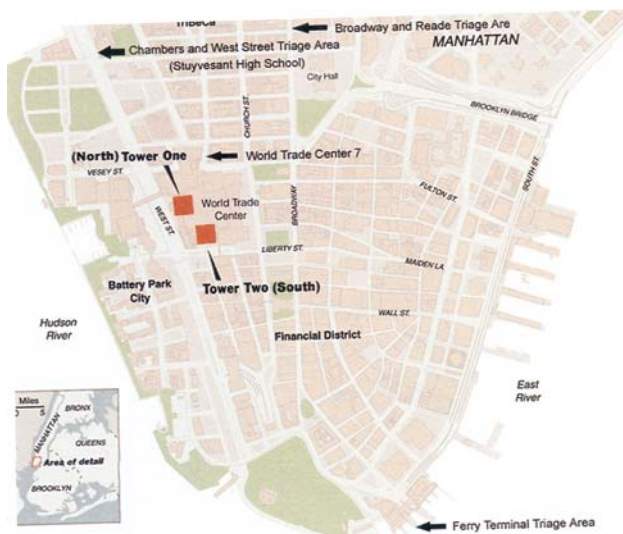 TriBeCa
Broadway and Reade Triage Are
MANHATTAN
Chambers and West Street Triage Area
(Stuyvesant High School)
City Hall
BROOKLYN BRIDGE
CHURCH ST.
SOUTH ST.
(North) Tower One
World Trade Center 7
VESEY ST.
FULTON ST.
World Trade
Center
BROADWAY
WEST ST.
LIBERTY ST.
MAIDEN LA.
Battery Park
City
Tower Two (South)
WALL ST.
Hudson
River
Financial District
East
River
Miles
0 5
BRONX
MANHATTAN
QUEENS
Area of detail
BROOKLYN
Ferry Terminal Triage Area